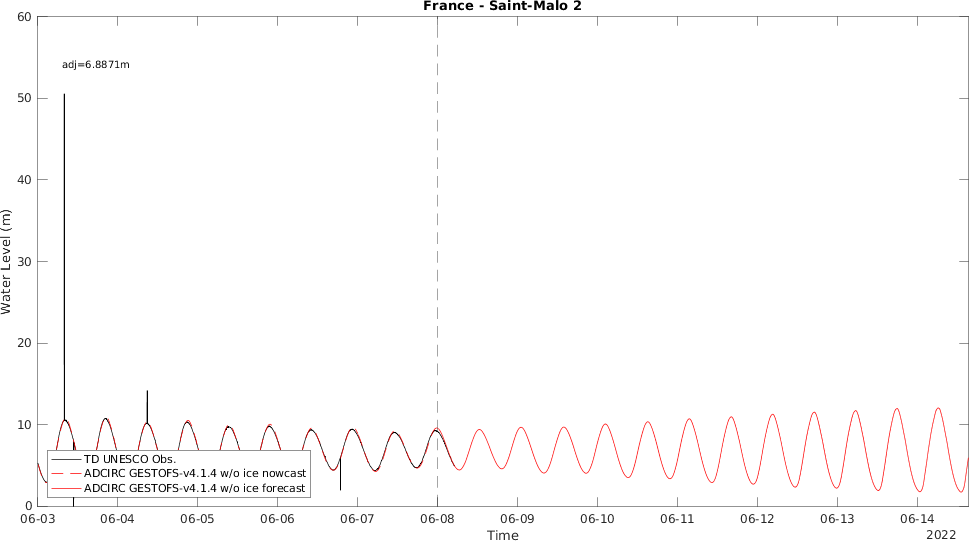 France - Saint-Malo 2
60
50
40
30
20
10
0
Water Level (m)
adj=6.8871m
TD UNESCO Obs.
ADCIRC GESTOFS-v4.1.4 w/o ice nowcast
ADCIRC GESTOFS-v4.1.4 w/o ice forecast
06-03 06-04 06-05 06-06 06-07 06-08 06-09 06-10 06-11 06-12 06-13 06-14
Time
2022